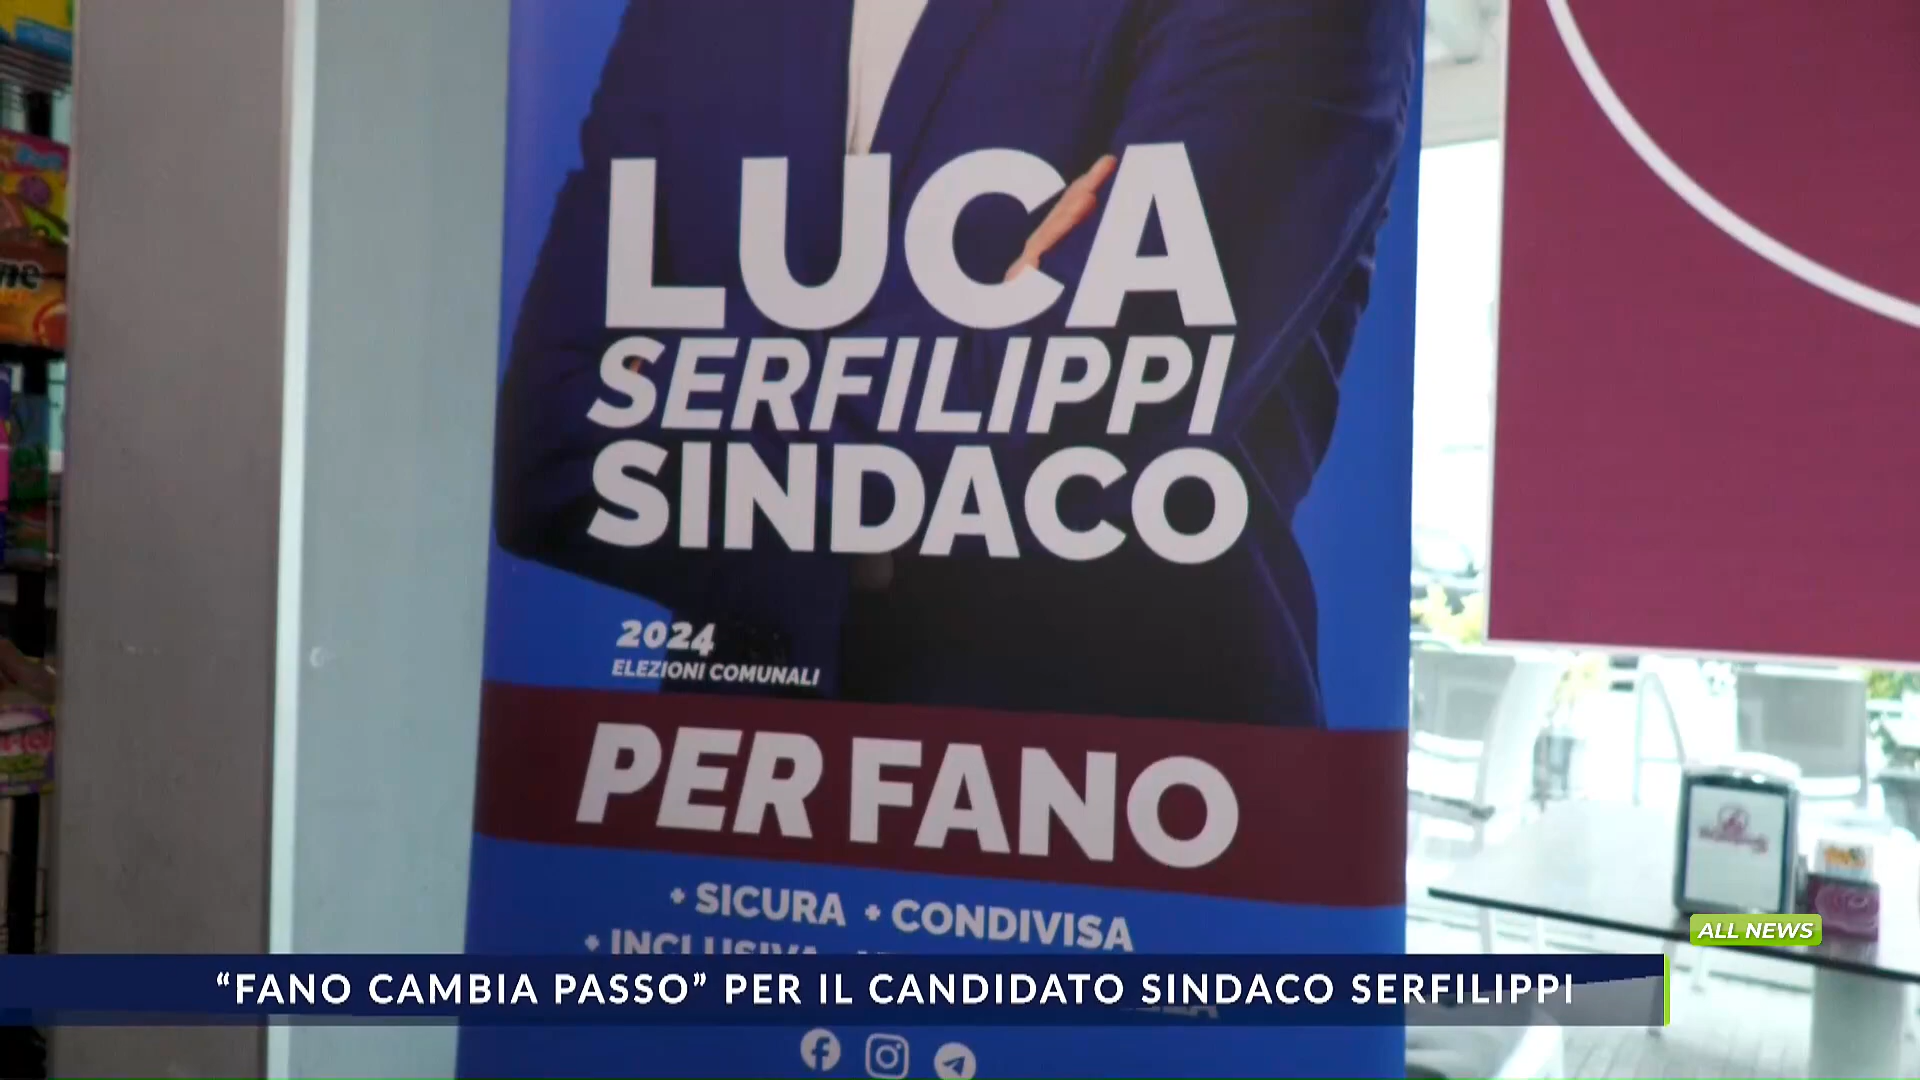 LUCA
SERFILIPPI
SINDACO
2024
ELEZIONI COMUNALI
PER FANO
+ SICURA + CONDIVISA
+ INCLUSIVA
ALL NEWS
“FANO CAMBIA PASSO” PER IL CANDIDATO SINDACO SERFILIPPI